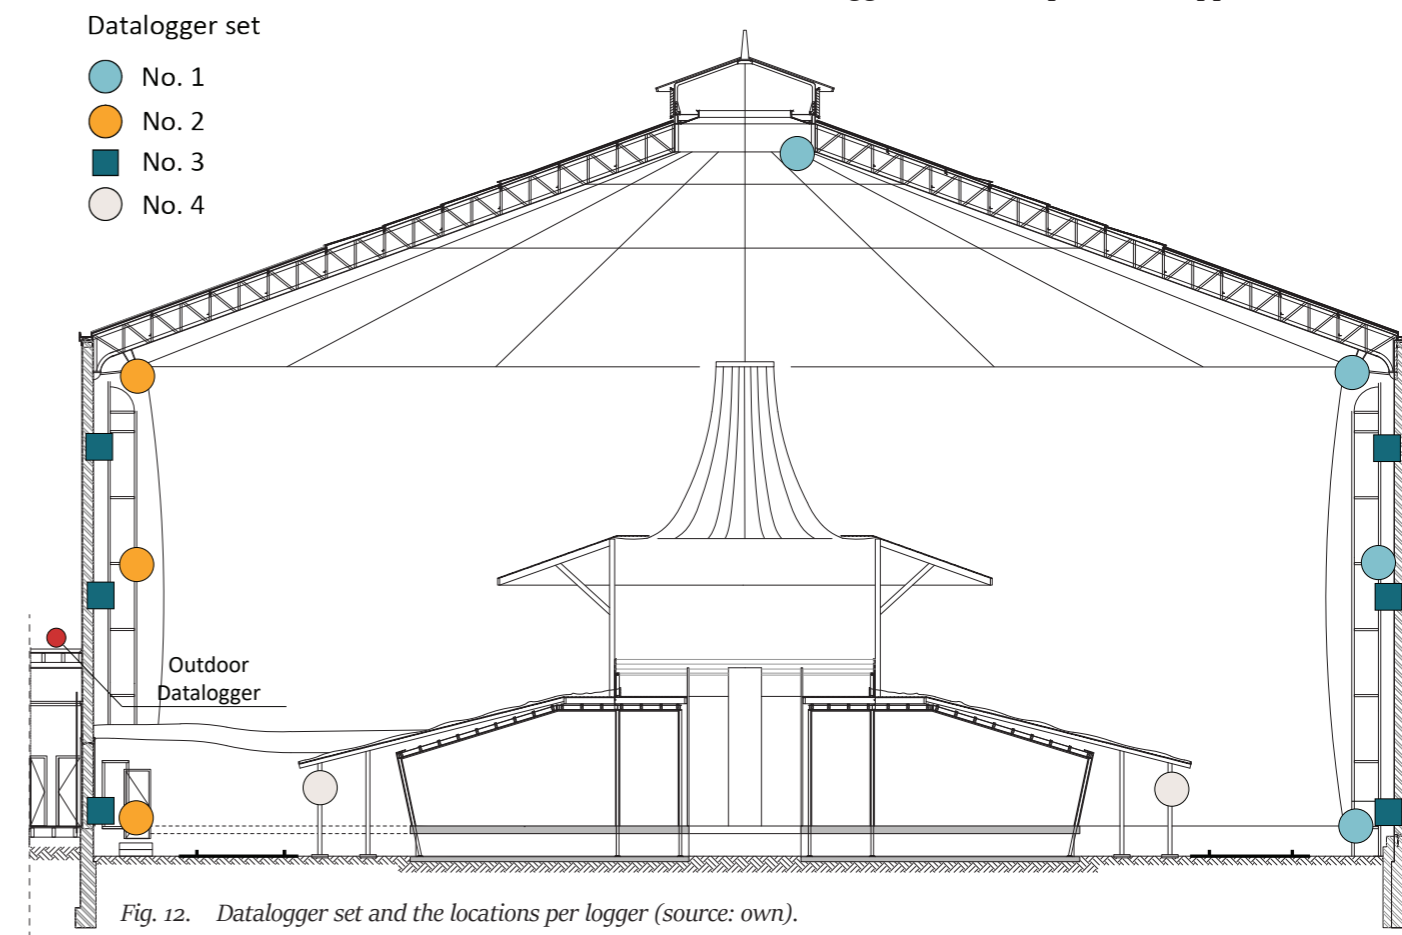 Datalogger set
No. 1
No. 2
No. 3
No. 4
Outdoor
Datalogger
Fig. 12. Datalogger set and the locations per logger (source: own).